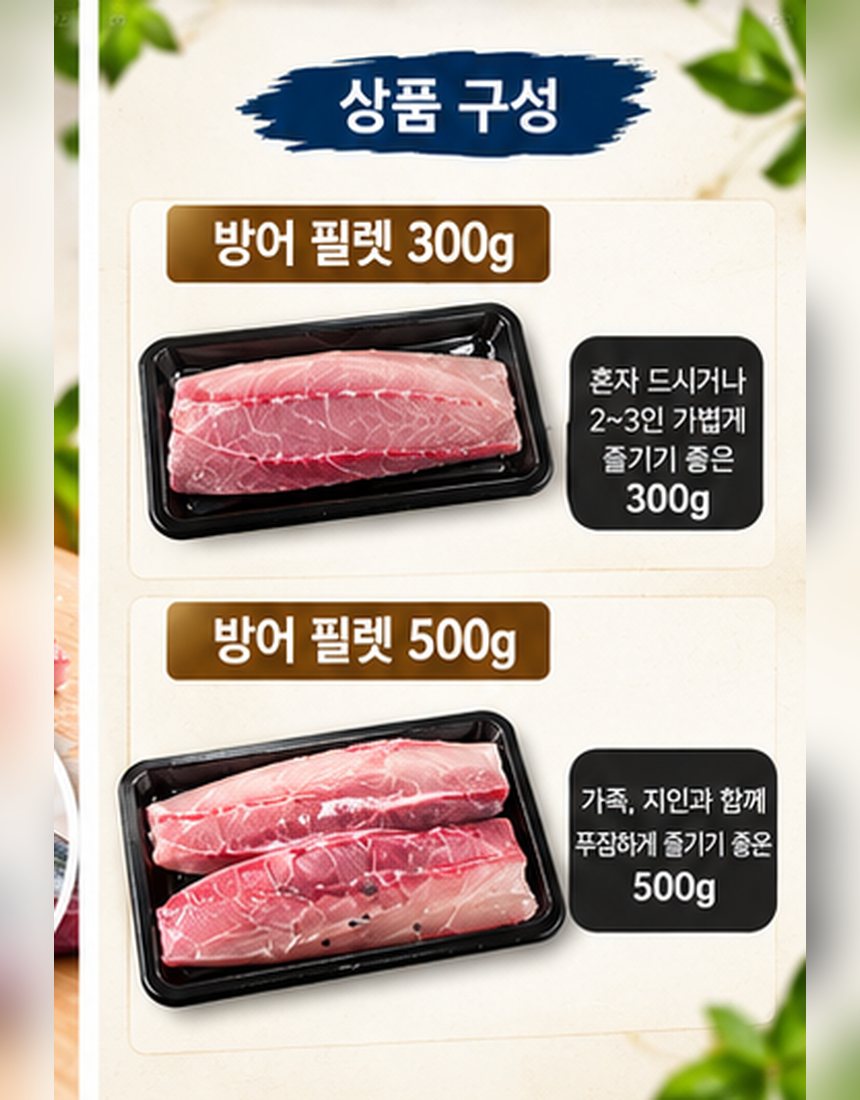 상품 구성
방어 필렛 300g
혼자 드시거나
2~3인 가볍게
즐기기 좋은
300g
방어 필렛 500g
가족, 지인과 함께
푸짐하게 즐기기 좋은
500g